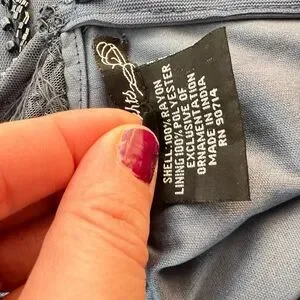 SHELL:100% RAYON
LINING:100% POLYESTER
EXCLUSIVE OF
ORNAMENTATION
MADE IN INDIA
RN 90714